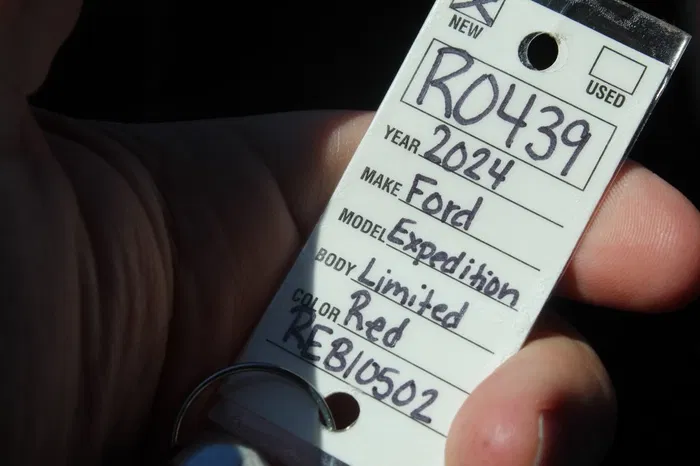 NEW
USED
R0439
YEAR 2024
MAKE Ford
MODEL Expedition
BODY Limited
COLOR Red
REB10502